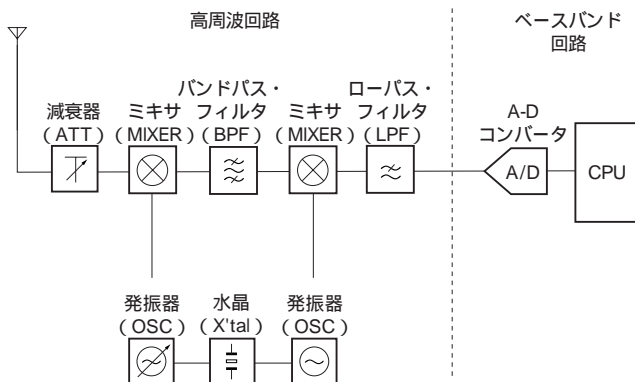 高周波回路
ベースバンド
回路
減衰器
(ATT)
ミキサ
(MIXER)
バンドパス・
フィルタ
(BPF)
ミキサ
(MIXER)
ローパス・
フィルタ
(LPF)
A-D
コンバータ
A/D
CPU
発振器
(OSC)
水晶
(X'tal)
発振器
(OSC)